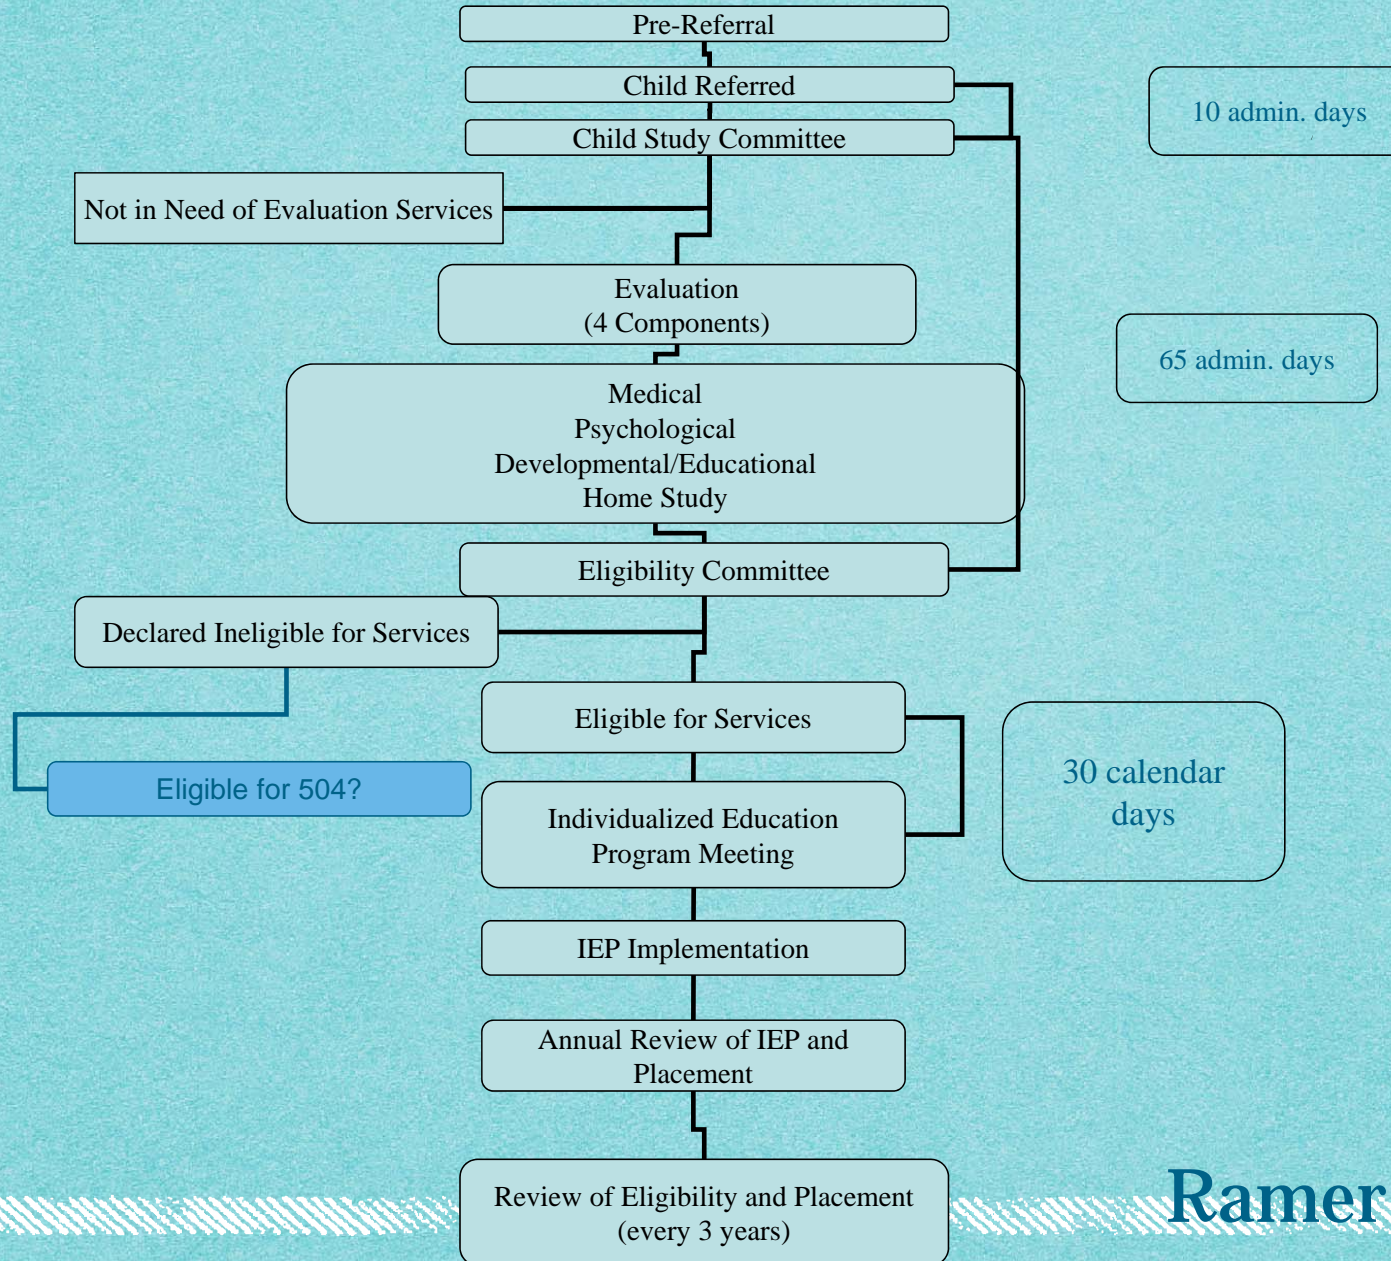 Pre-Referral
Child Referred
10 admin. days
Child Study Committee
Not in Need of Evaluation Services
Evaluation
(4 Components)
65 admin. days
Medical
Psychological
Developmental/Educational
Home Study
Eligibility Committee
Declared Ineligible for Services
Eligible for Services
Eligible for 504?
30 calendar
days
Individualized Education
Program Meeting
IEP Implementation
Annual Review of IEP and
Placement
Review of Eligibility and Placement
(every 3 years)
Ramer